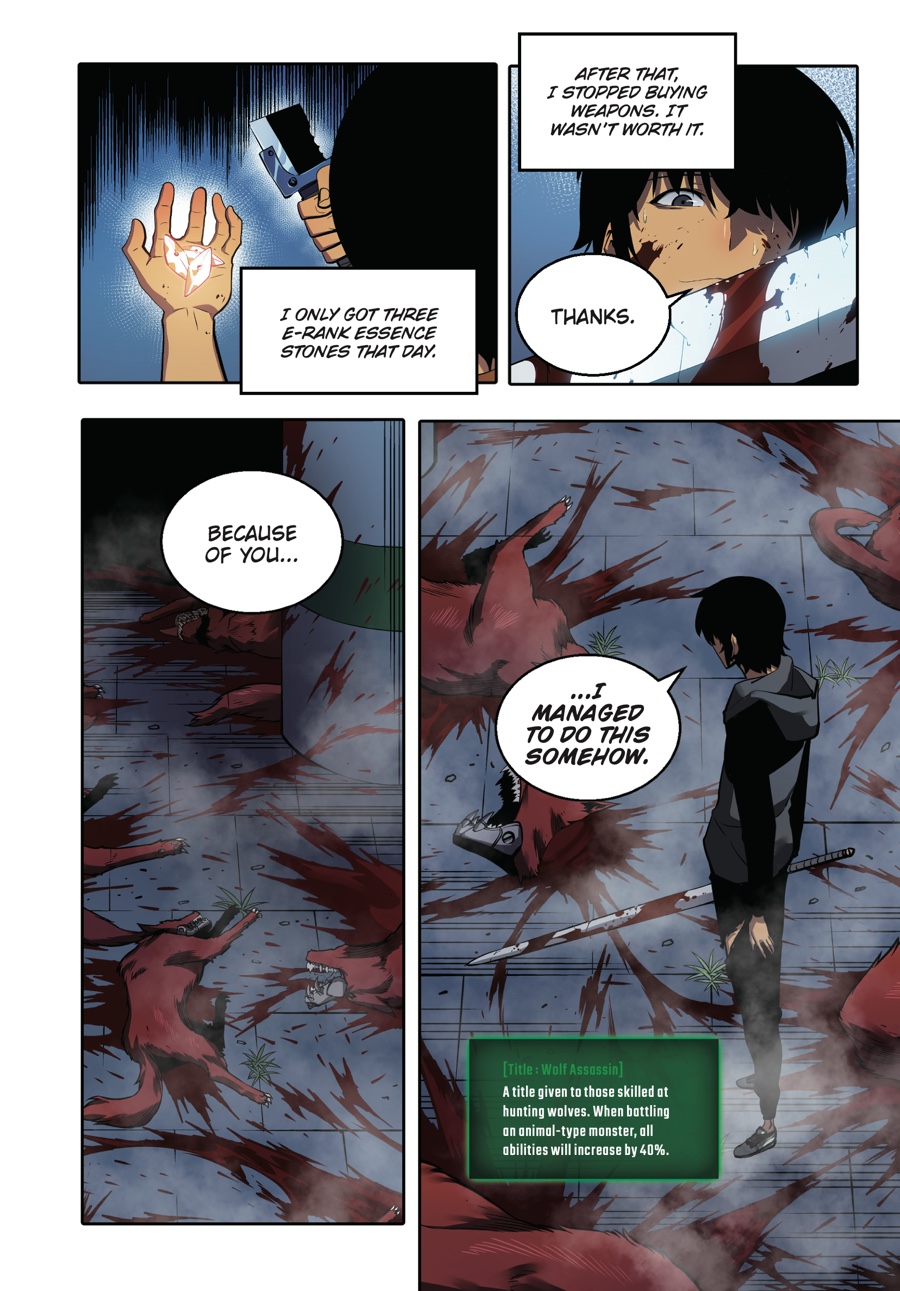 I ONLY GOT THREE
E-RANK ESSENCE
STONES THAT DAY.
AFTER THAT,
I STOPPED BUYING
WEAPONS. IT
WASN'T WORTH IT.
THANKS.
BECAUSE
OF YOU...
...I
MANAGED
TO DO THIS
SOMEHOW.
[Title : Wolf Assassin]
A title given to those skilled at
hunting wolves. When battling
an animal-type monster, all
abilities will increase by 40%.